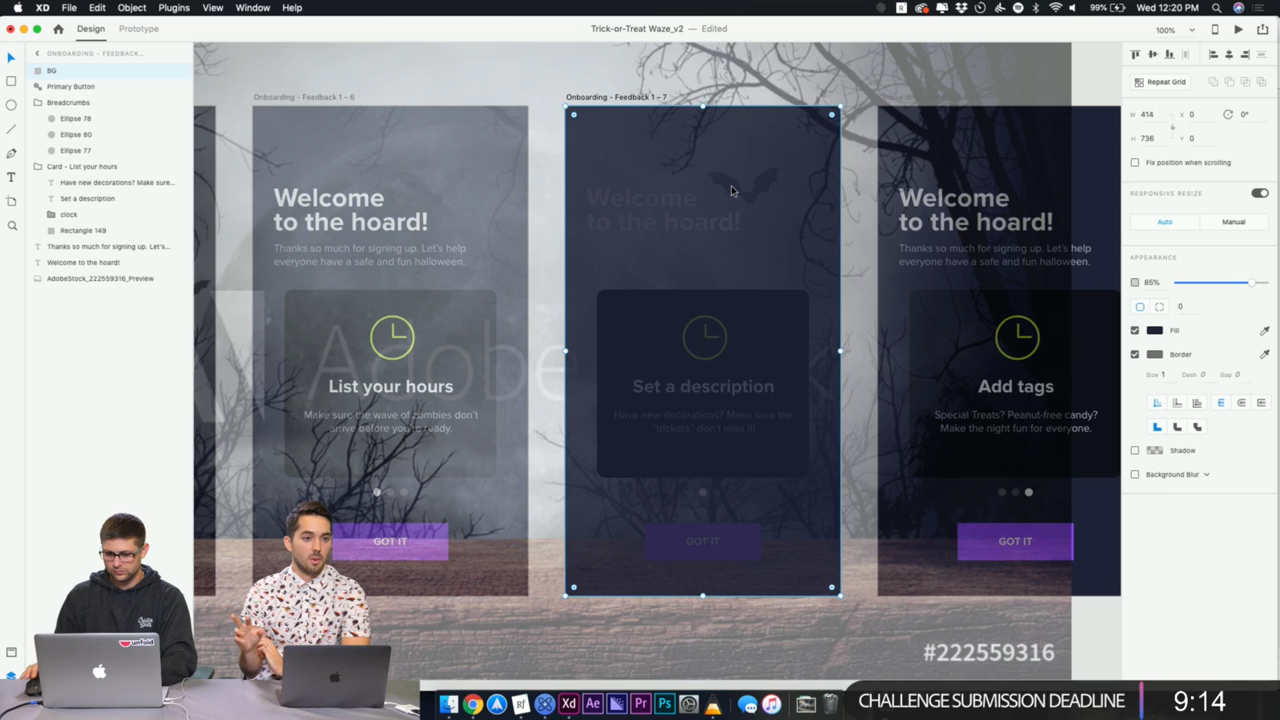 XD File Edit Object Plugins View Window Help
99% Wed 12:20 PM
Design Prototype
Trick-or-Treat Waze_v2 — Edited
100%
ONBOARDING - FEEDBACK...
BG
Primary Button
Breadcrumbs
Ellipse 78
Ellipse 80
Ellipse 77
Card - List your hours
Have new decorations? Make sure...
Set a description
clock
Rectangle 149
Thanks so much for signing up. Let's...
Welcome to the hoard!
AdobeStock_222559316_Preview
Onboarding - Feedback 1 – 6
Welcome
to the hoard!
Thanks so much for signing up. Let's help
everyone have a safe and fun halloween.
List your hours
Make sure the wave of zumbies don't
arrive before you're ready.
GOT IT
Onboarding - Feedback 1 – 7
Welcome
to the hoard!
Set a description
Have new decorations? Make sure the
"trickers" don't miss it!
GOT IT
Welcome
to the hoard!
Thanks so much for signing up. Let's help
everyone have a safe and fun halloween.
Add tags
Special Treats? Peanut-free candy?
Make the night fun for everyone.
GOT IT
Adobe
#222559316
Repeat Grid
W 414 X 0 0°
H 736 Y 0
Fix position when scrolling
RESPONSIVE RESIZE
Auto Manual
APPEARANCE
85%
0
Fill
Border
Size 1 Dash 0 Gap 0
Shadow
Background Blur
unfold
Xd Ae Pr Ps
CHALLENGE SUBMISSION DEADLINE 9:14